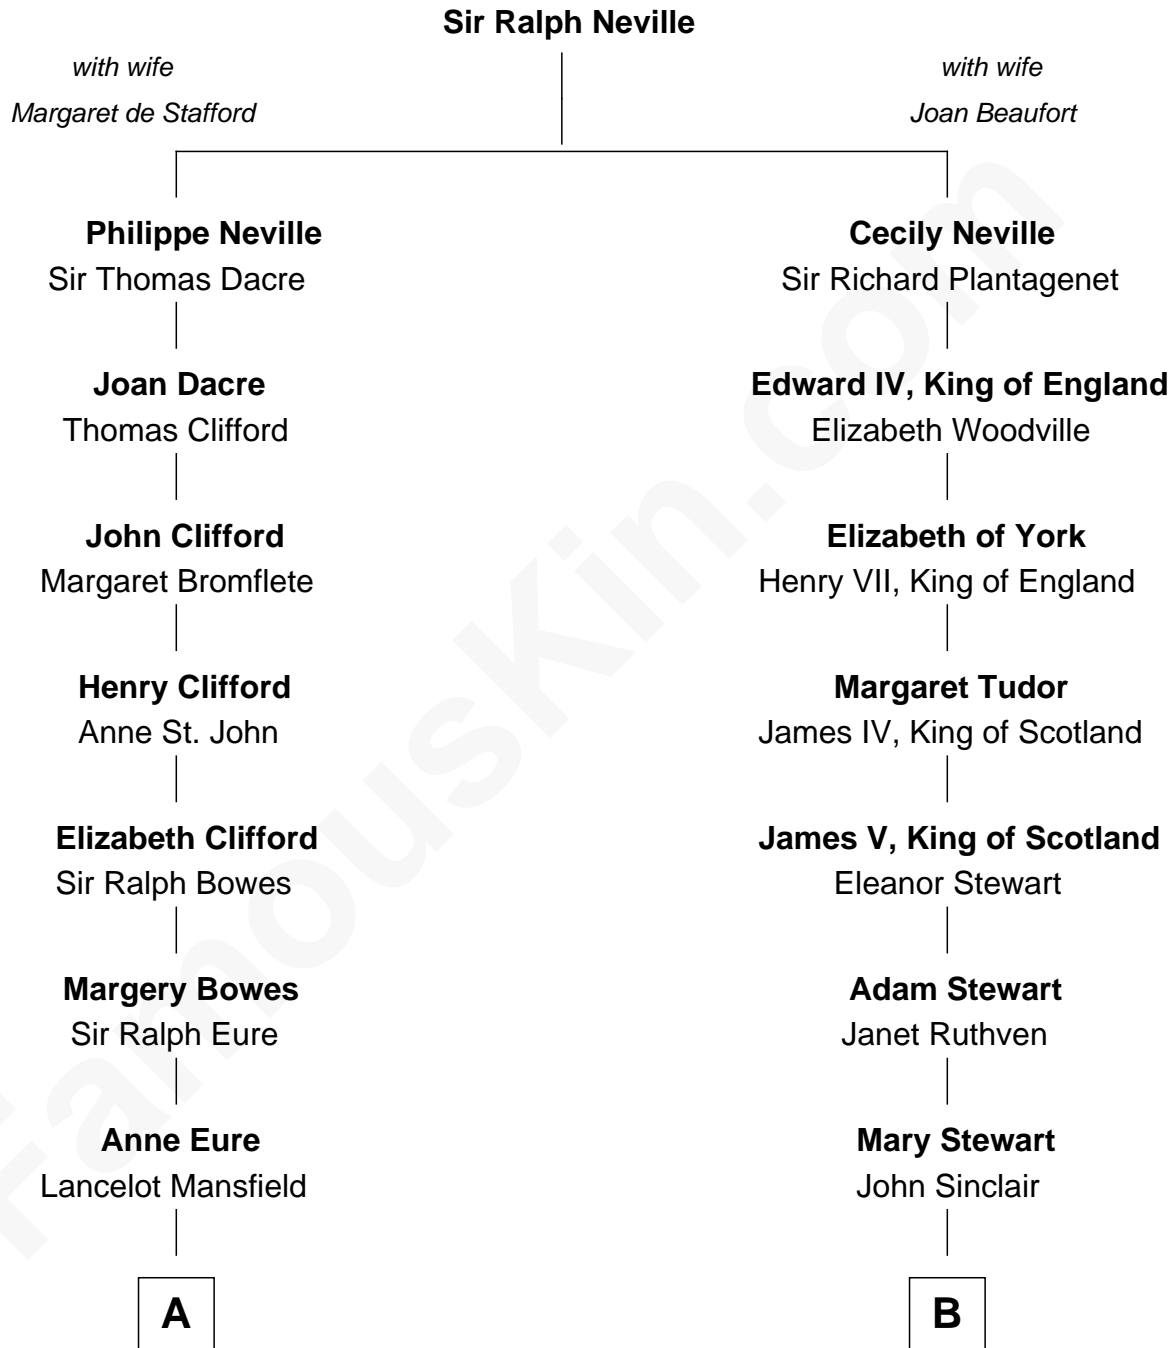 Sir Ralph Neville
with wife
Margaret de Stafford
with wife
Joan Beaufort
Philippe Neville
Sir Thomas Dacre
Cecily Neville
Sir Richard Plantagenet
Joan Dacre
Thomas Clifford
Edward IV, King of England
Elizabeth Woodville
John Clifford
Margaret Bromflete
Elizabeth of York
Henry VII, King of England
Henry Clifford
Anne St. John
Margaret Tudor
James IV, King of Scotland
Elizabeth Clifford
Sir Ralph Bowes
James V, King of Scotland
Eleanor Stewart
Margery Bowes
Sir Ralph Eure
Adam Stewart
Janet Ruthven
Anne Eure
Lancelot Mansfield
Mary Stewart
John Sinclair
A
B
FamousKin.com